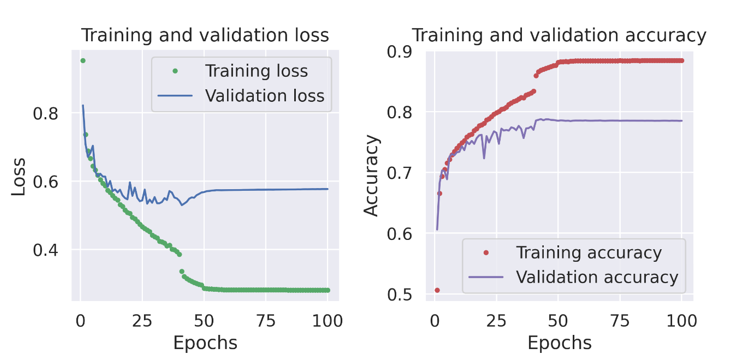 Training and validation loss
Training loss
Validation loss
Loss
0.8
0.6
0.4
0
25
50
75
100
Epochs
Training and validation accuracy
Accuracy
0.9
0.8
0.7
0.6
0.5
Training accuracy
Validation accuracy
0
25
50
75
100
Epochs